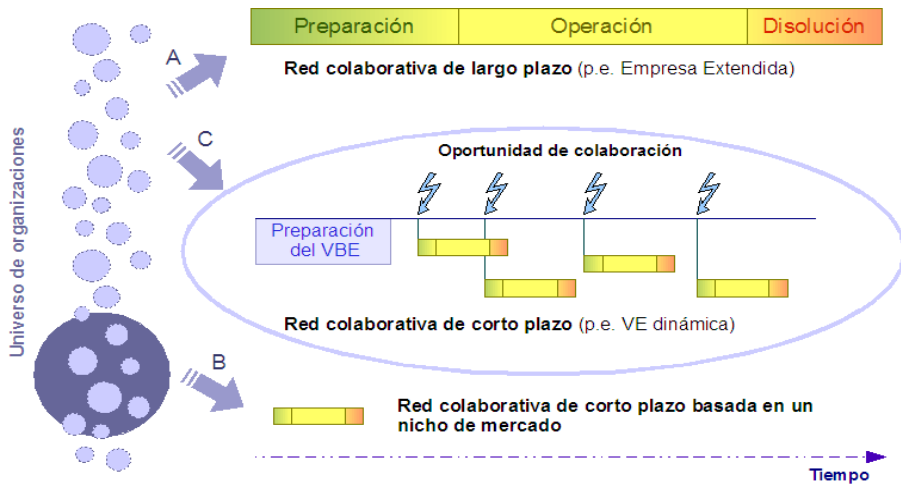 Preparación
Operación
Disolución
A
Red colaborativa de largo plazo (p.e. Empresa Extendida)
Universo de organizaciones
C
Oportunidad de colaboración
Preparación
del VBE
Red colaborativa de corto plazo (p.e. VE dinámica)
B
Red colaborativa de corto plazo basada en un
nicho de mercado
Tiempo